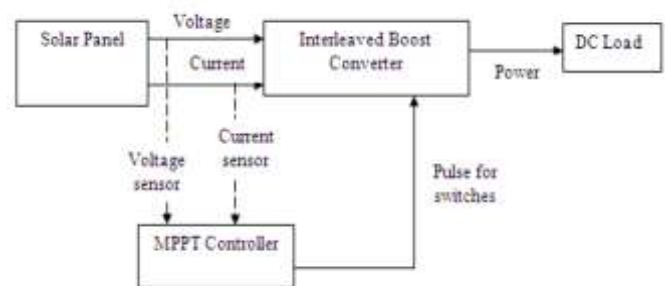 Voltage
Solar Panel
Interleaved Boost
Converter
DC Load
Current
Power
Current
sensor
Voltage
sensor
Pulse for
switches
MPPT Controller